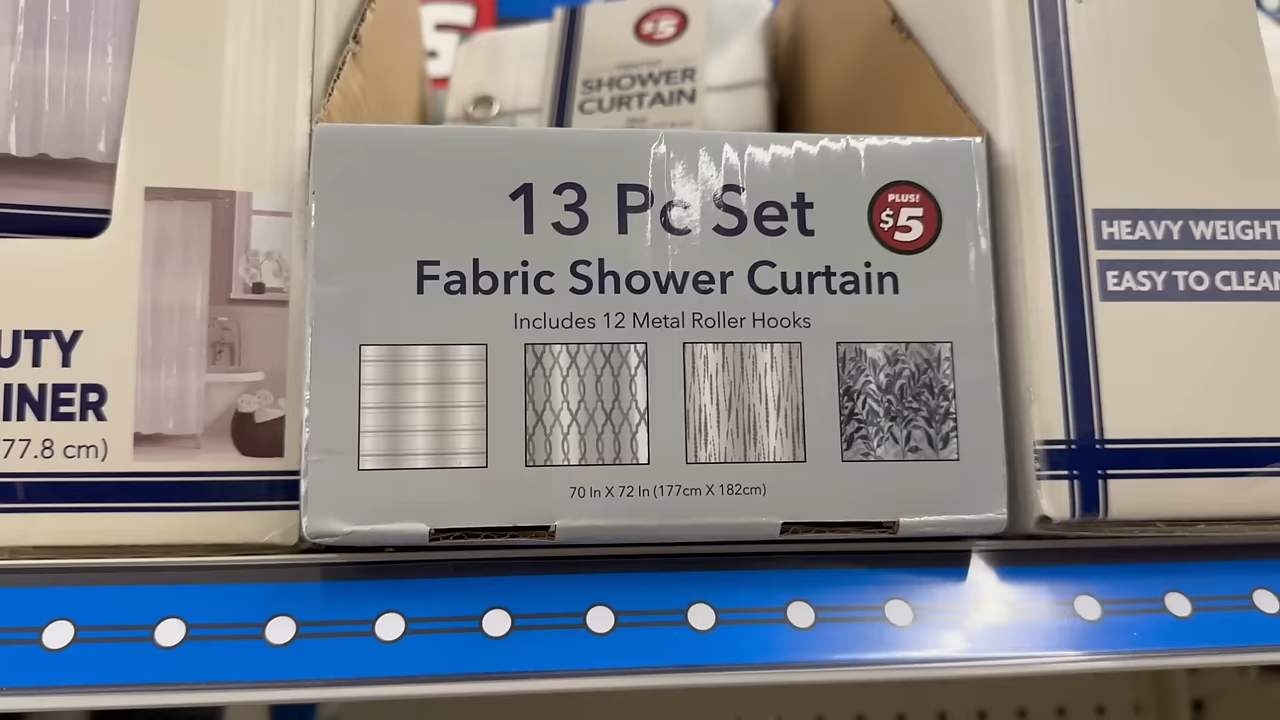 $5
SHOWER
CURTAIN
13 Pc Set
PLUS!
$5
Fabric Shower Curtain
Includes 12 Metal Roller Hooks
70 In X 72 In (177cm X 182cm)
UTY
INER
77.8 cm)
HEAVY WEIGHT
EASY TO CLEAN